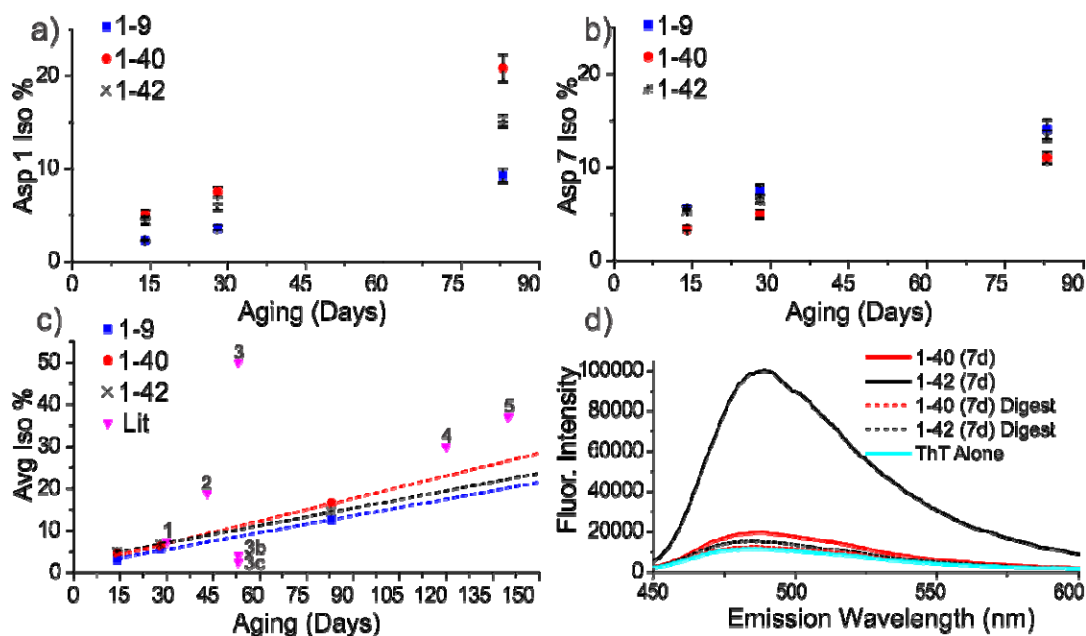 a)
1-9
1-40
1-42
Asp 1 Iso %
20
10
0
0 15 30 45 60 75 90
Aging (Days)
b)
1-9
1-40
1-42
Asp 7 Iso %
20
15
10
5
0
0 15 30 45 60 75 90
Aging (Days)
c)
1-9
1-40
1-42
Lit
Avg Iso %
50
40
30
20
10
0
1
2
3
3b
3c
4
5
0 15 30 45 60 75 90 105 120 135 150
Aging (Days)
d)
1-40 (7d)
1-42 (7d)
1-40 (7d) Digest
1-42 (7d) Digest
ThT Alone
Fluor. Intensity
100000
80000
60000
40000
20000
0
450 500 550 600
Emission Wavelength (nm)